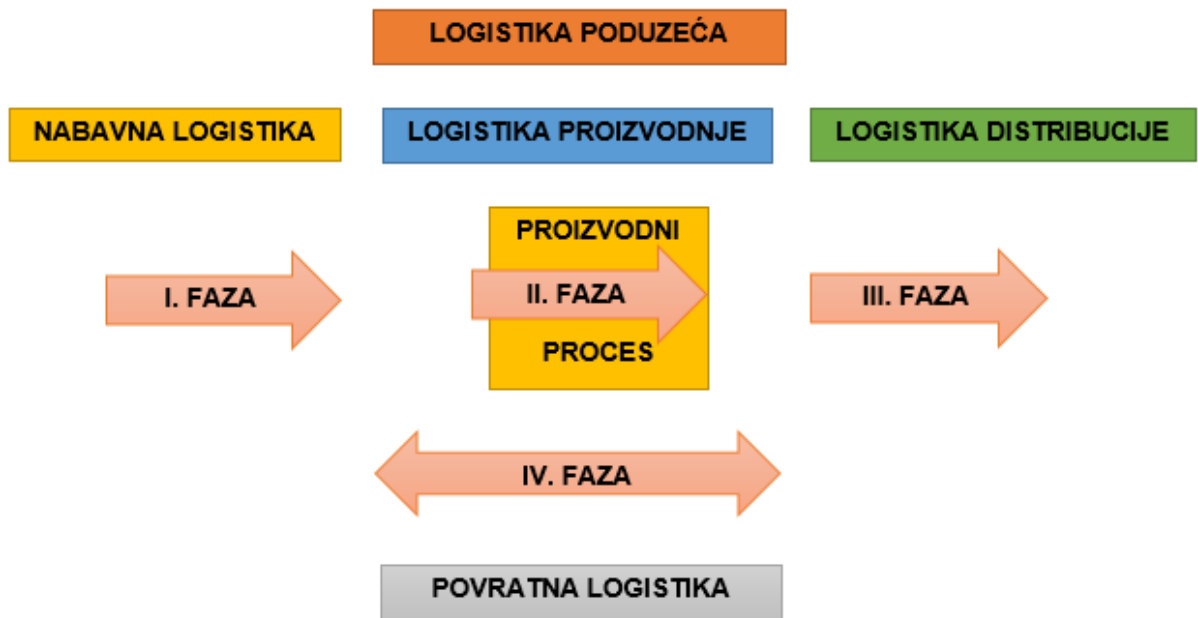 LOGISTIKA PODUZEĆA
NABAVNA LOGISTIKA
LOGISTIKA PROIZVODNJE
LOGISTIKA DISTRIBUCIJE
PROIZVODNI
I. FAZA
II. FAZA
III. FAZA
PROCES
IV. FAZA
POVRATNA LOGISTIKA